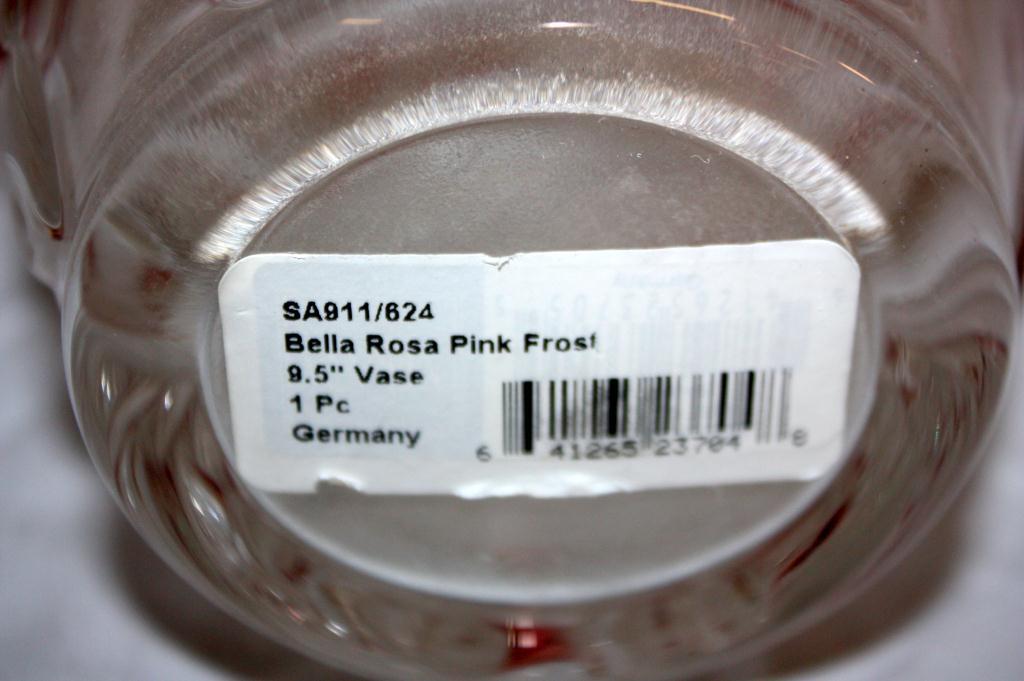 SA911/624
Bella Rosa Pink Frost
9.5" Vase
1 Pc
Germany
6 41265 23704 8